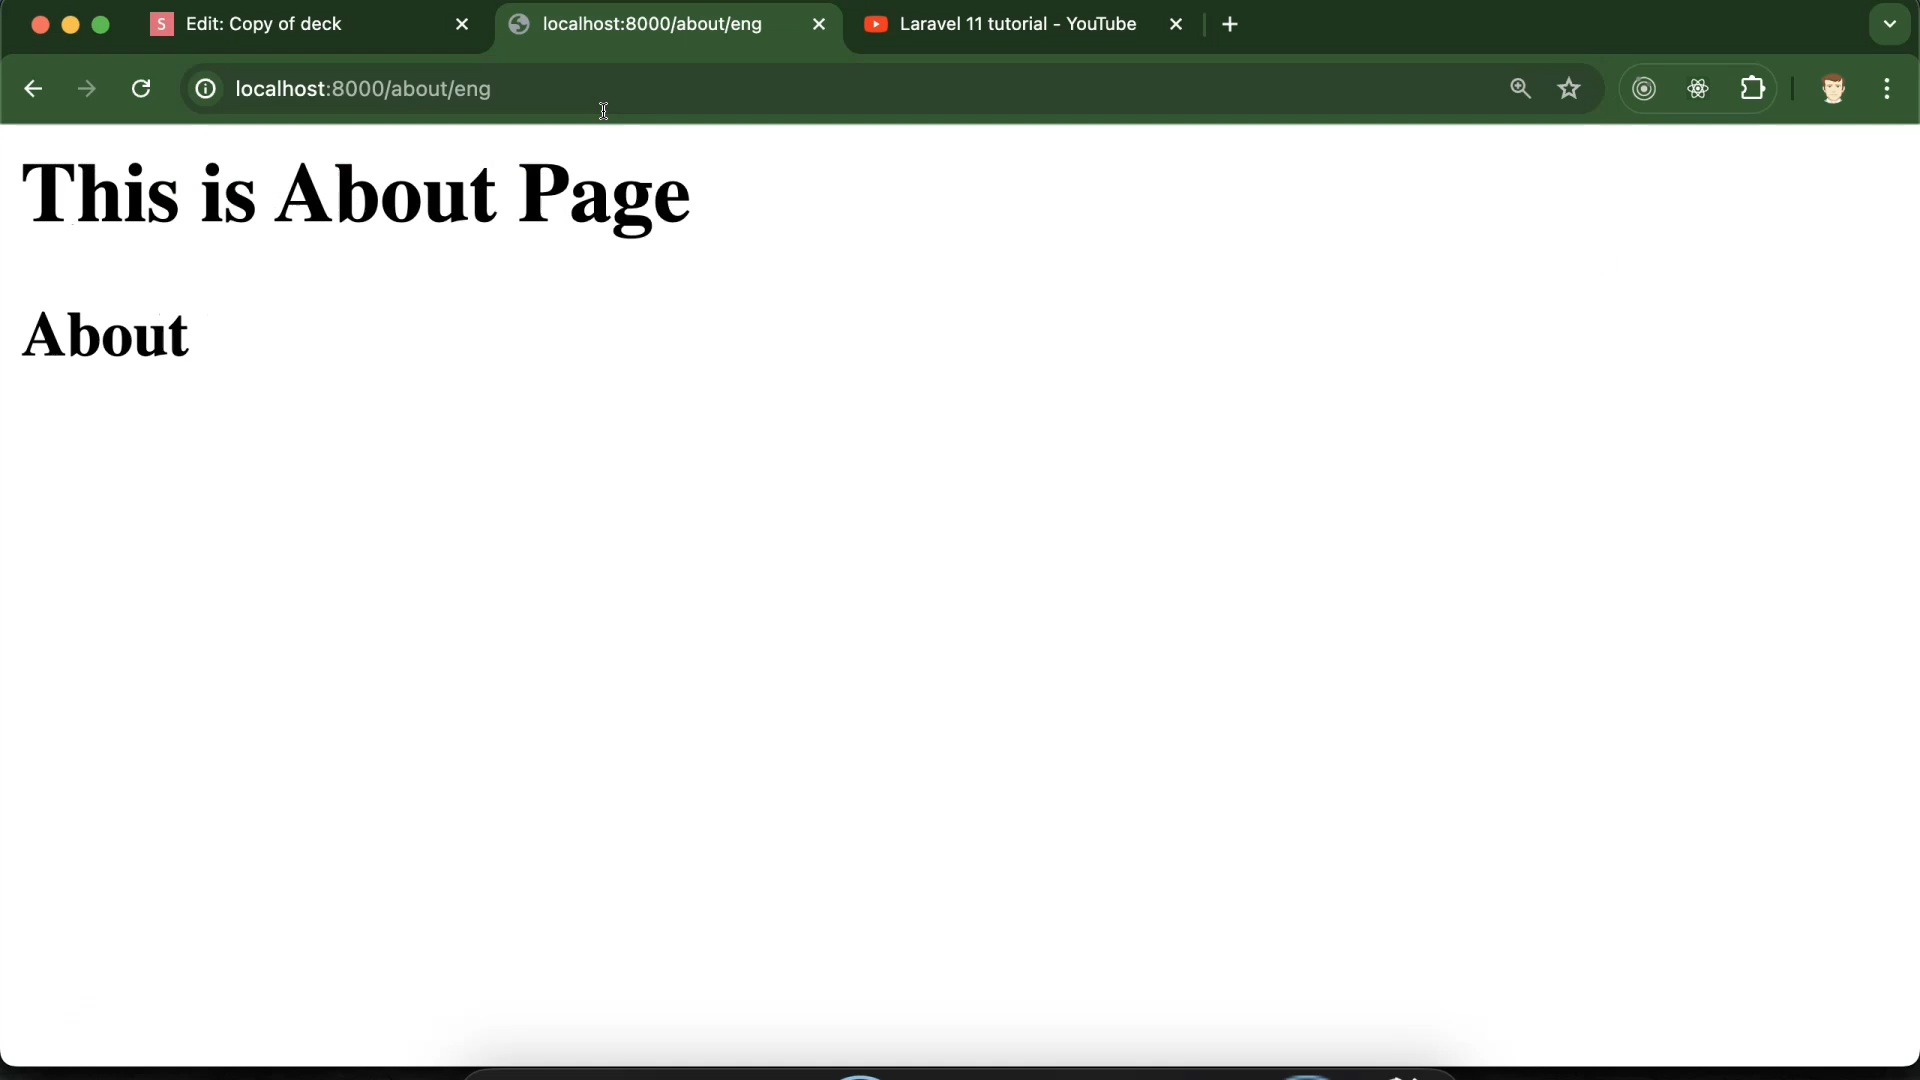 S Edit: Copy of deck
localhost:8000/about/eng
Laravel 11 tutorial - YouTube
localhost:8000/about/eng
This is About Page
About